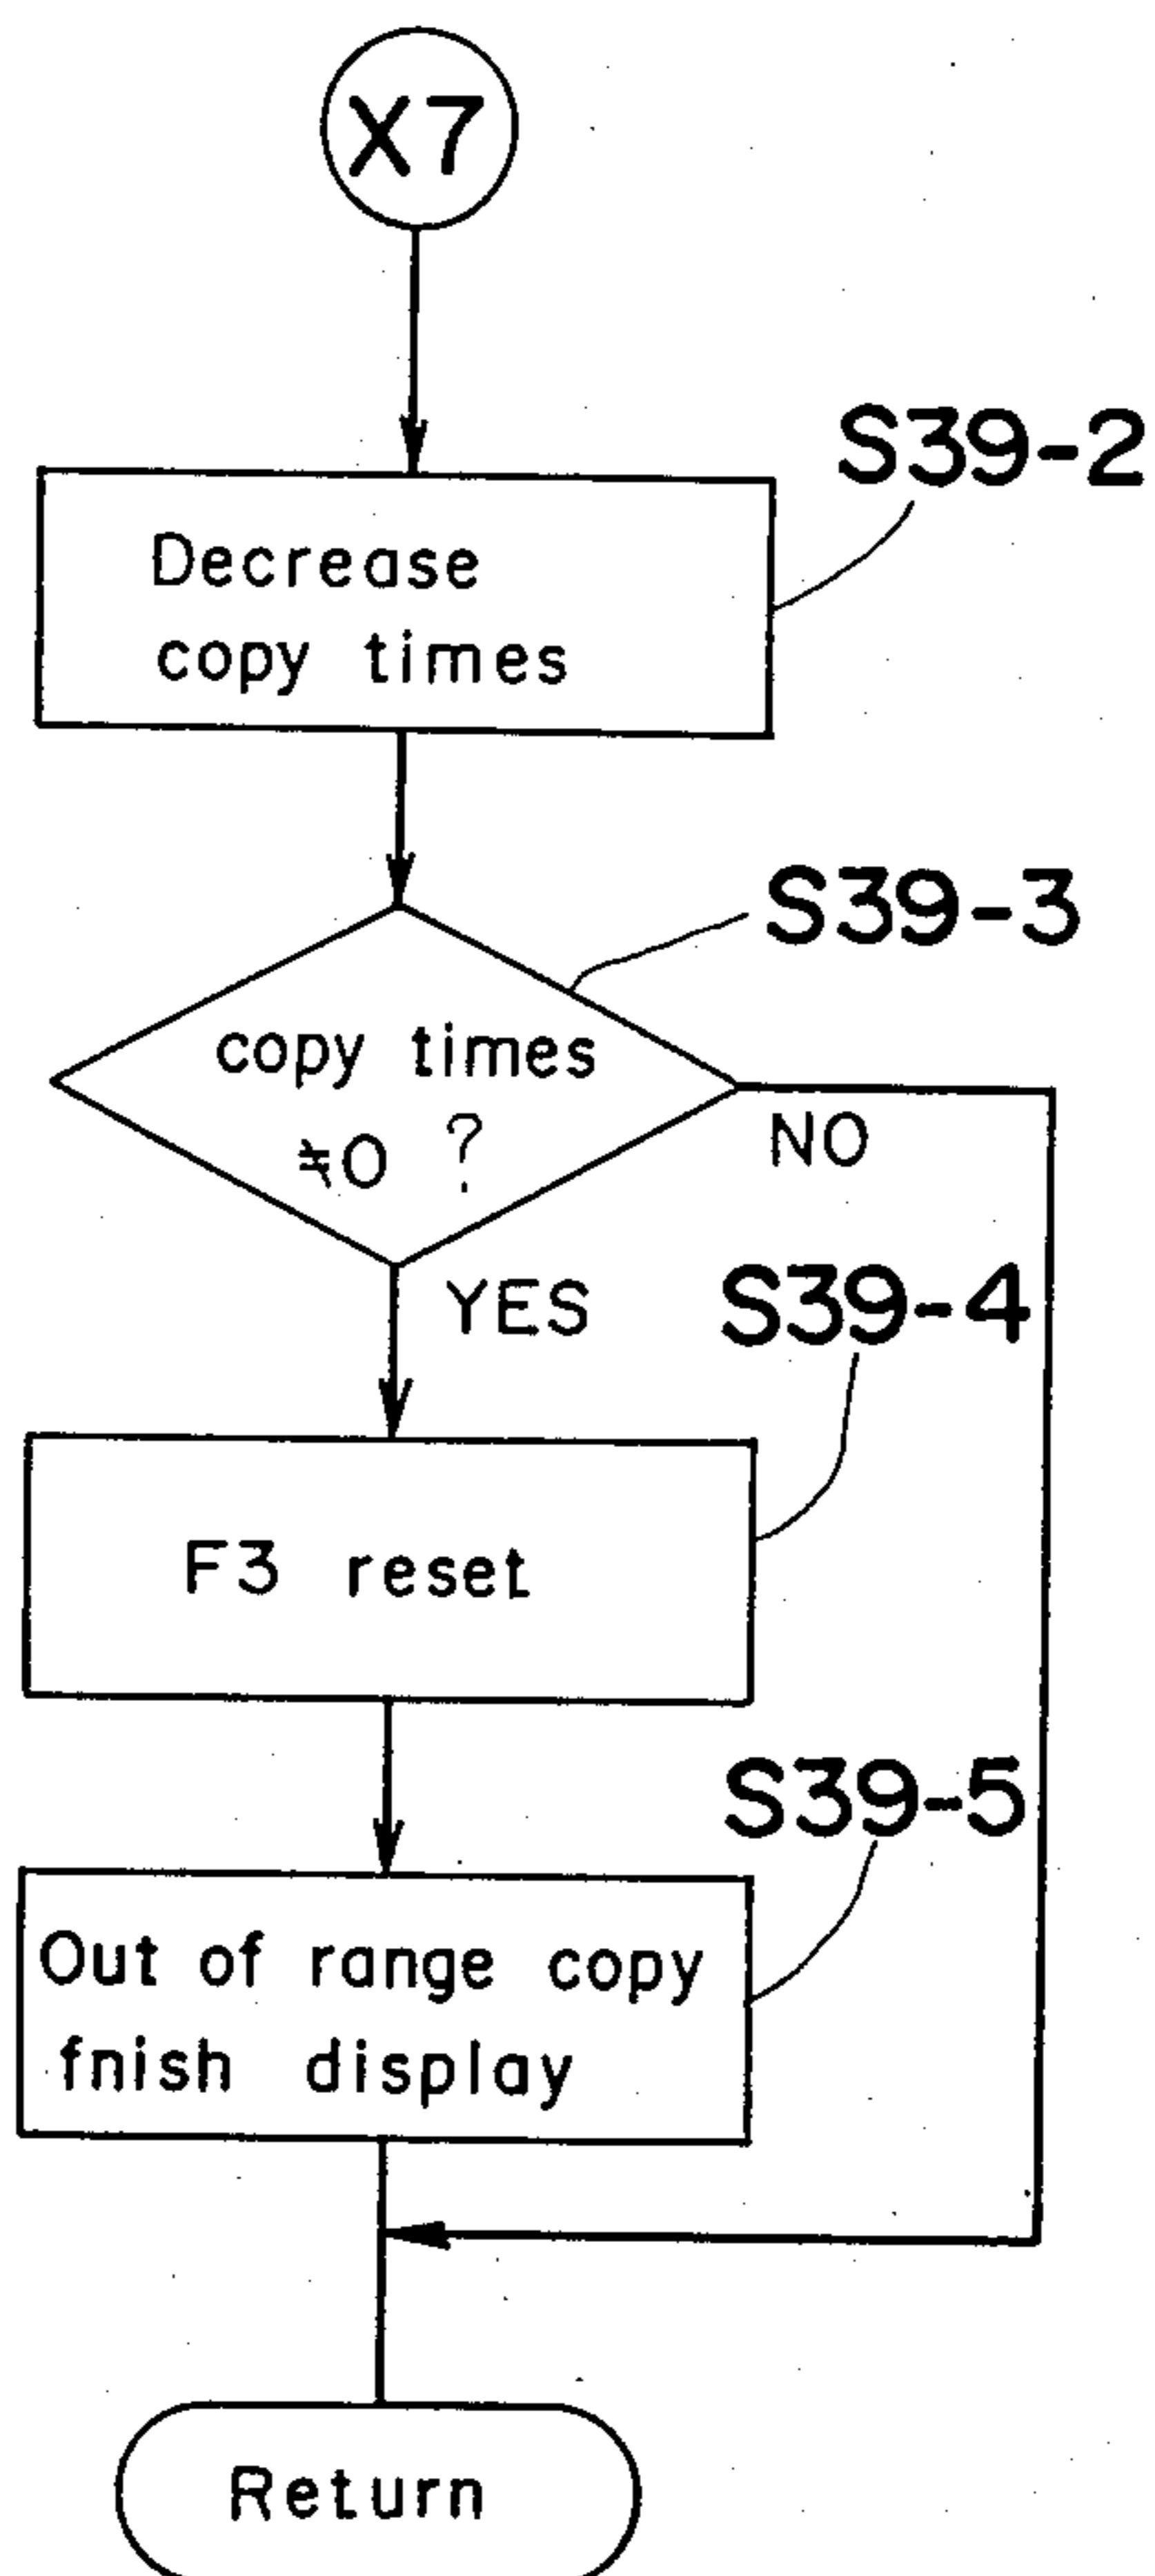 X7
S39-2
Decrease
copy times
S39-3
copy times
≠0 ?
NO
YES
S39-4
F3 reset
S39-5
Out of range copy
fnish display
Return